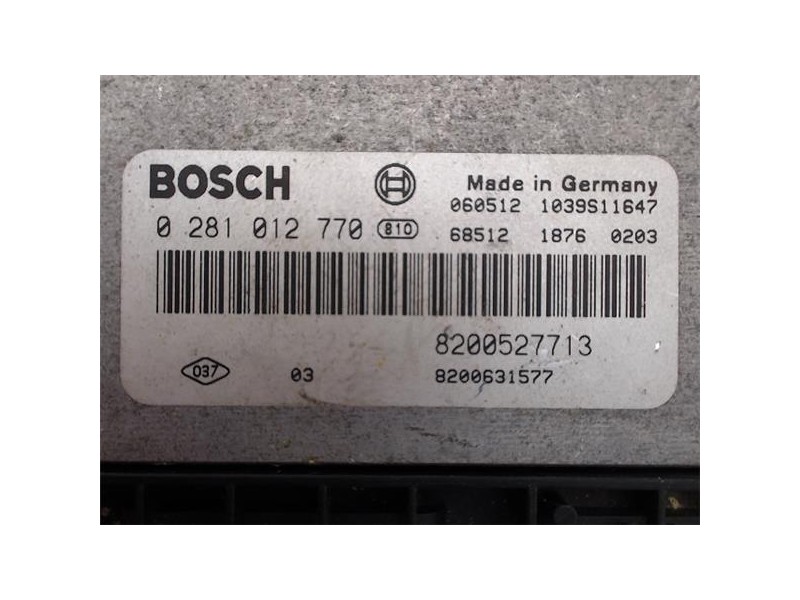 BOSCH
Made in Germany
060512 1039S11647
0 281 012 770 810
68512 1876 0203
8200527713
037 03 8200631577